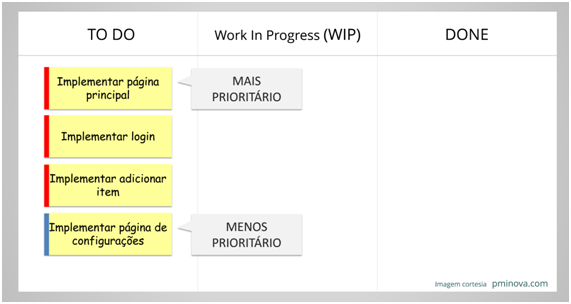 TO DO
Work In Progress (WIP)
DONE
Implementar página
principal
MAIS
PRIORITÁRIO
Implementar login
Implementar adicionar
item
Implementar página de
configurações
MENOS
PRIORITÁRIO
Imagem cortesia pminova.com